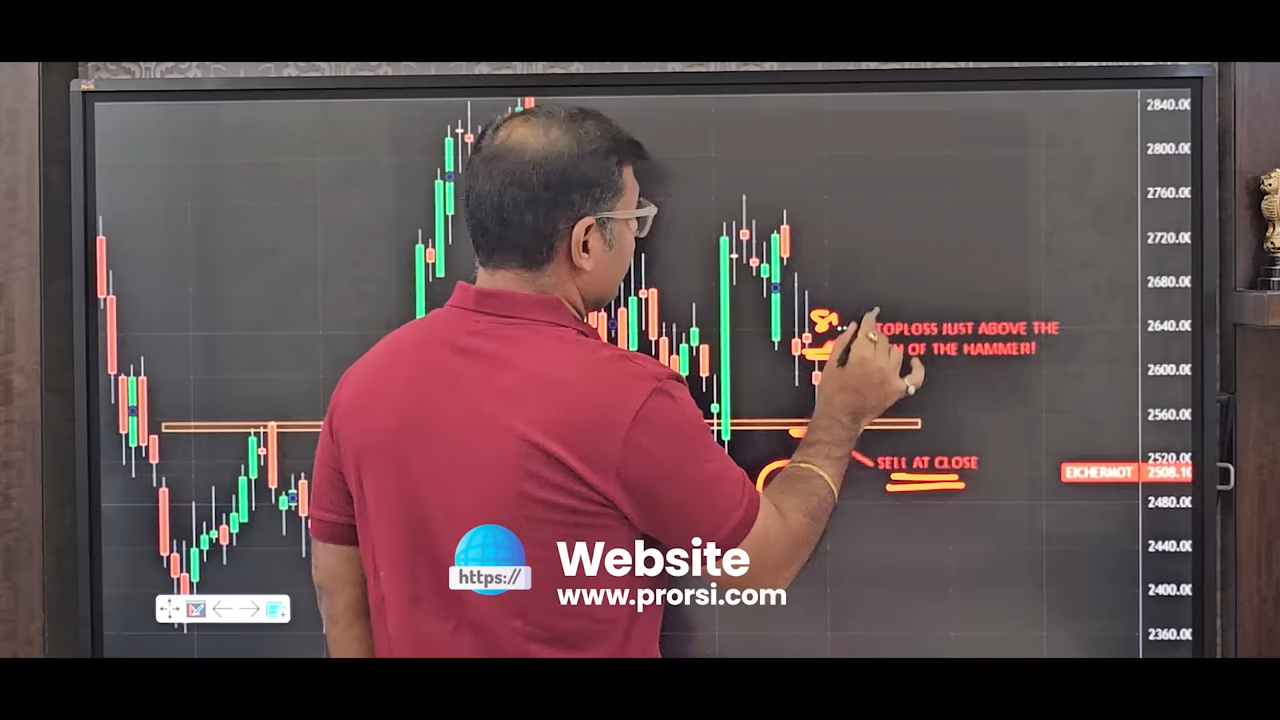 2840.00
2800.00
2760.00
2720.00
2680.00
2640.00
2600.00
2560.00
2520.00
2480.00
2440.00
2400.00
2360.00
TOPLOSS JUST ABOVE THE
OF THE HAMMER!
SELL AT CLOSE
EICHERMOT 2508.10
https://
Website
www.prorsi.com